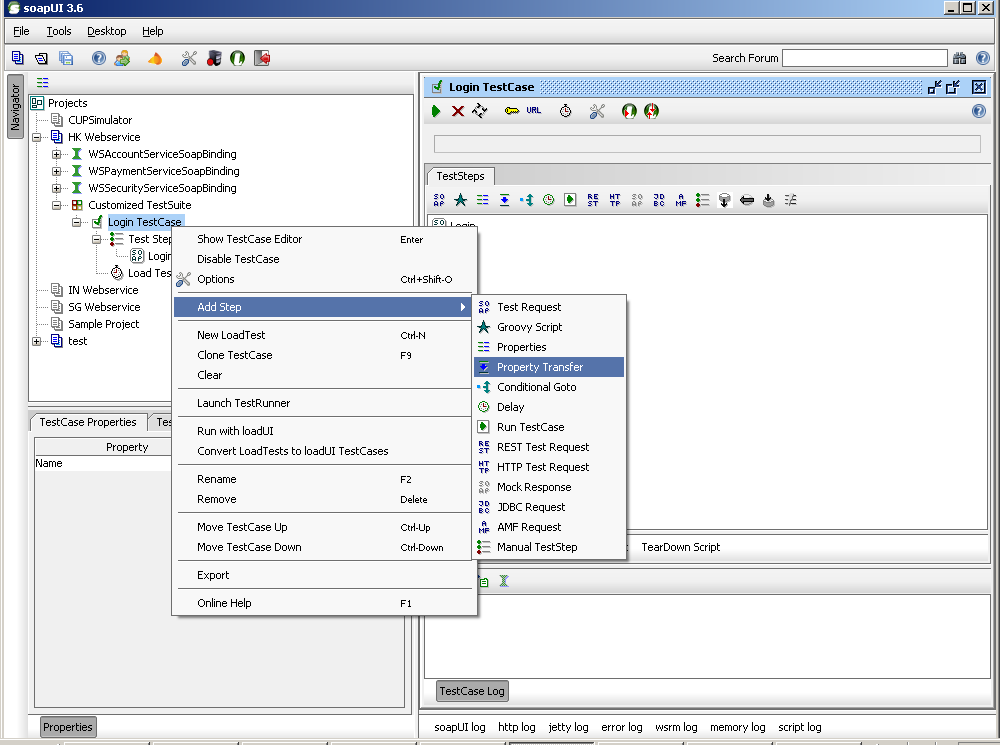 soapUI 3.6
File Tools Desktop Help
Search Forum
Navigator
Projects
CUPSimulator
HK Webservice
WSAccountServiceSoapBinding
WSPaymentServiceSoapBinding
WSSecurityServiceSoapBinding
Customized TestSuite
Login TestCase
Test Step
Login
Load Tes
IN Webservice
SG Webservice
Sample Project
test
TestCase Properties Tes
Property
Name
Properties
Show TestCase Editor Enter
Disable TestCase
Options Ctrl+Shift-O
Add Step
New LoadTest Ctrl-N
Clone TestCase F9
Clear
Launch TestRunner
Run with loadUI
Convert LoadTests to loadUI TestCases
Rename F2
Remove Delete
Move TestCase Up Ctrl-Up
Move TestCase Down Ctrl-Down
Export
Online Help F1
Test Request
Groovy Script
Properties
Property Transfer
Conditional Goto
Delay
Run TestCase
REST Test Request
HTTP Test Request
Mock Response
JDBC Request
AMF Request
Manual TestStep
Login TestCase
URL
TestSteps
Login
TearDown Script
TestCase Log
soapUI log http log jetty log error log wsrm log memory log script log